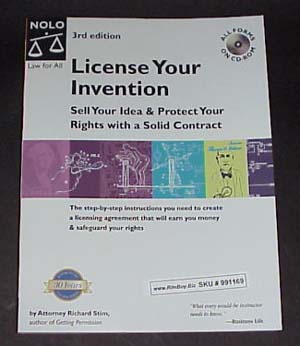 NOLO
Law for All
3rd edition
ALL FORMS
ON CD-ROM
License Your
Invention
Sell Your Idea & Protect Your
Rights with a Solid Contract
The step-by-step instructions you need to create
a licensing agreement that will earn you money
& safeguard your rights
30 Years
www.RimBoy.Biz SKU # 991169
by Attorney Richard Stim,
author of Getting Permission
"What every would-be inventor
needs to know."
—Business Life